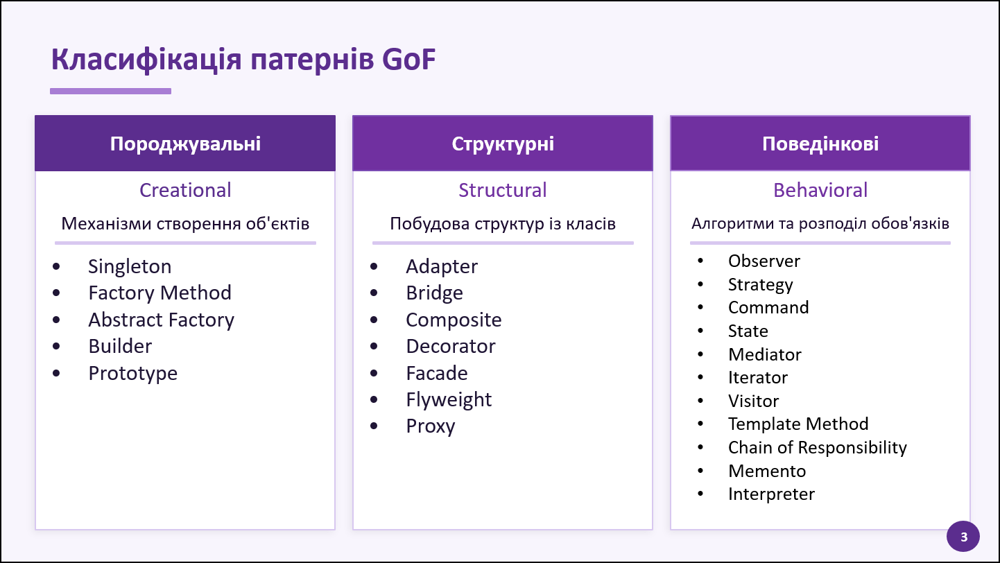 Класифікація патернів GoF
Породжувальні
Creational
Механізми створення об'єктів
• Singleton
• Factory Method
• Abstract Factory
• Builder
• Prototype
Структурні
Structural
Побудова структур із класів
• Adapter
• Bridge
• Composite
• Decorator
• Facade
• Flyweight
• Proxy
Поведінкові
Behavioral
Алгоритми та розподіл обов'язків
• Observer
• Strategy
• Command
• State
• Mediator
• Iterator
• Visitor
• Template Method
• Chain of Responsibility
• Memento
• Interpreter
3